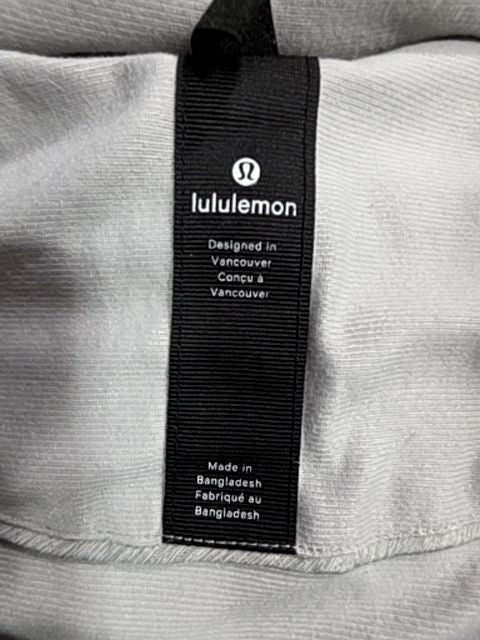 lululemon
Designed in
Vancouver
Conçu à
Vancouver
Made in
Bangladesh
Fabriqué au
Bangladesh